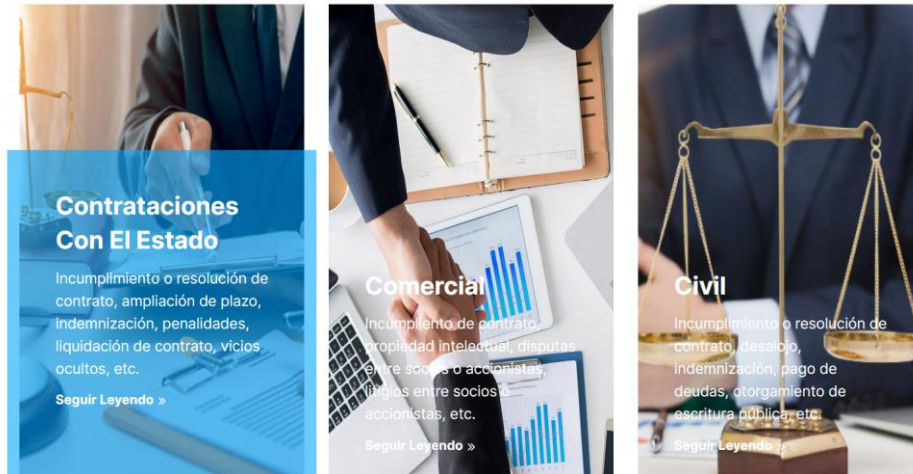 Contrataciones
Con El Estado
Incumplimiento o resolución de
contrato, ampliación de plazo,
indemnización, penalidades,
liquidación de contrato, vicios
ocultos, etc.
Seguir Leyendo »
Comercial
Incumpliento de contrato,
propiedad intelectual, disputas
entre socios o accionistas,
litigios entre socios o
accionistas, etc.
Seguir Leyendo »
Civil
Incumplimiento o resolución de
contrato, desalojo,
indemnización, pago de
deudas, otorgamiento de
escritura pública, etc.
Seguir Leyendo »